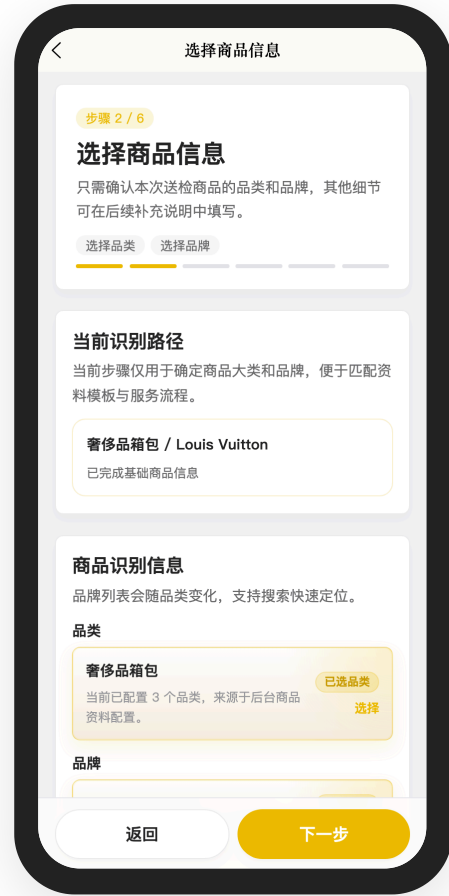 选择商品信息
步骤 2 / 6
选择商品信息
只需确认本次送检商品的品类和品牌，其他细节
可在后续补充说明中填写。
选择品类 选择品牌
当前识别路径
当前步骤仅用于确定商品大类和品牌，便于匹配资
料模板与服务流程。
奢侈品箱包 / Louis Vuitton
已完成基础商品信息
商品识别信息
品牌列表会随品类变化，支持搜索快速定位。
品类
奢侈品箱包
已选品类
当前已配置 3 个品类，来源于后台商品
资料配置。
选择
品牌
返回 下一步